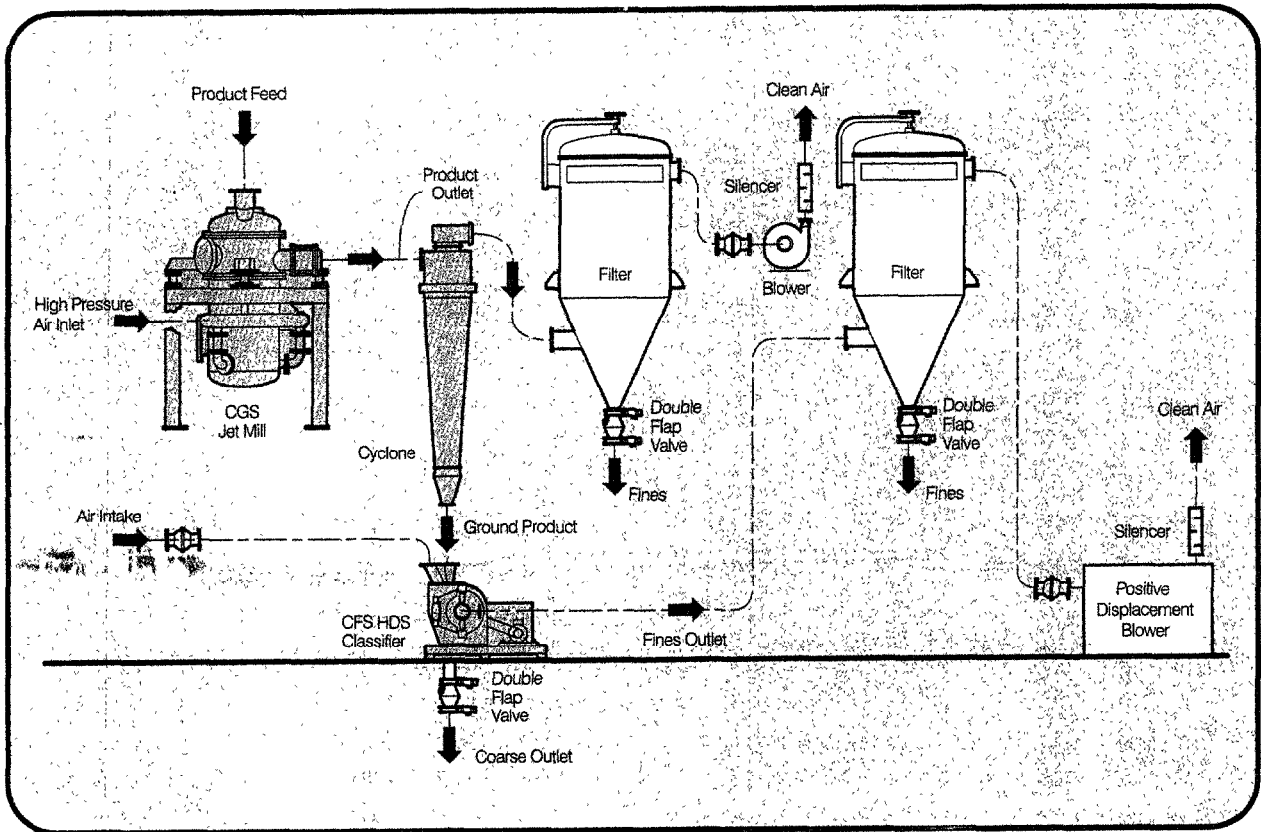 Product Feed
Clean Air
Product
Outlet
Silencer
High Pressure
Air Inlet
Filter
Blower
Filter
CGS
Jet Mill
Double
Flap
Valve
Double
Flap
Valve
Clean Air
Cyclone
Fines
Fines
Air Intake
Ground Product
Silencer
CFS HDS
Classifier
Fines Outlet
Positive
Displacement
Blower
Double
Flap
Valve
Coarse Outlet